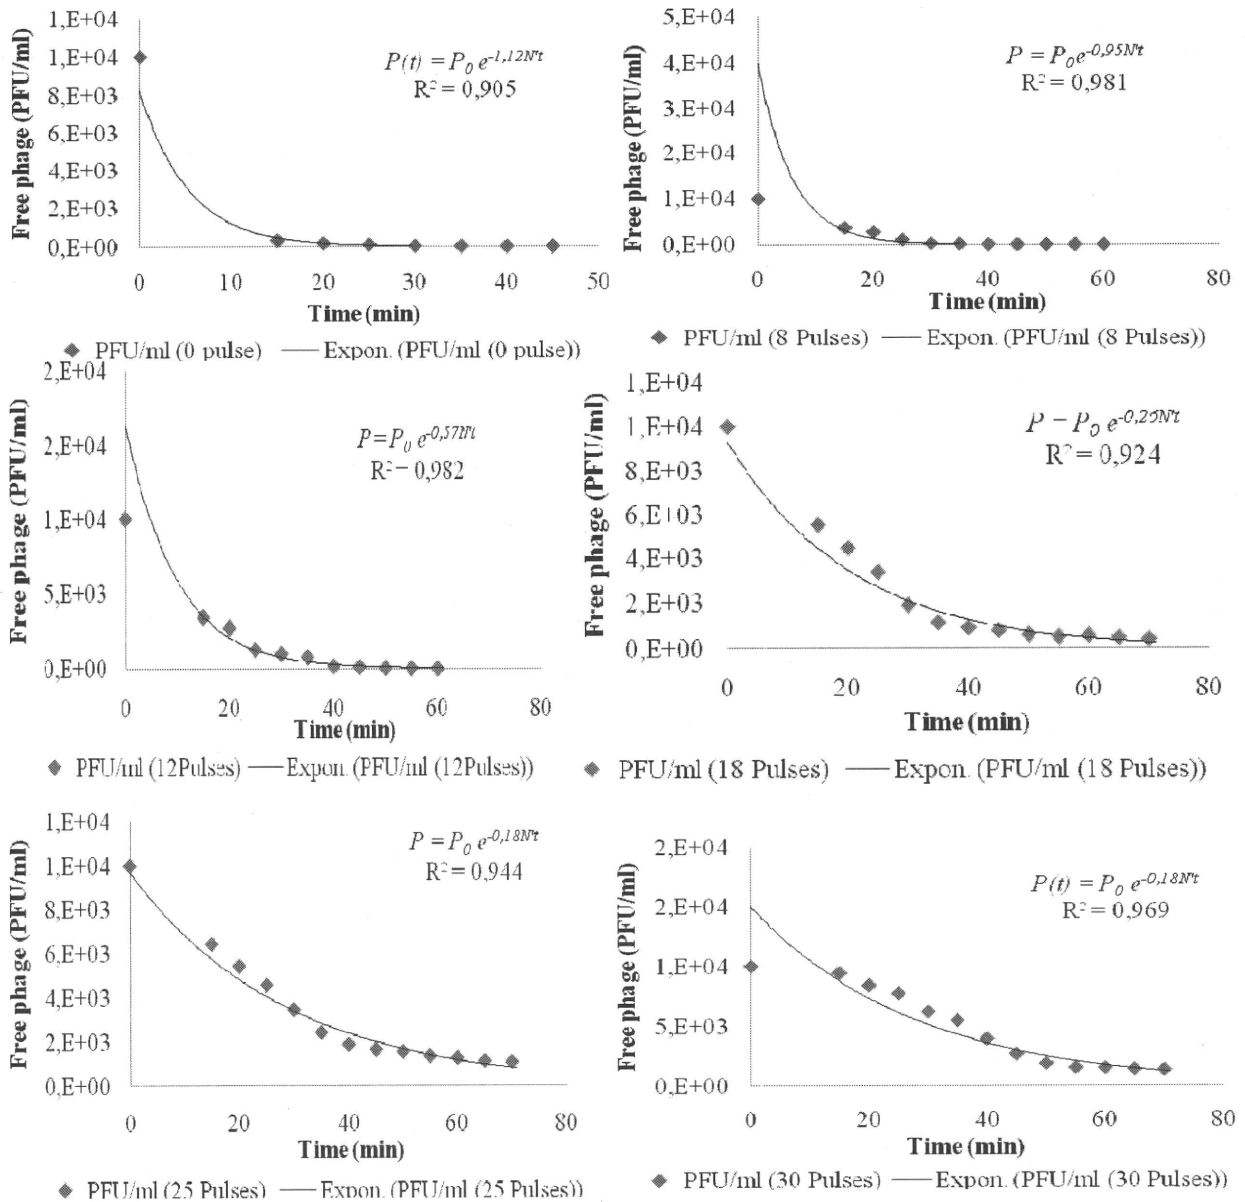 Free phage (PFU/ml)
1,E+04
1,E+04
8,E+03
6,E+03
4,E+03
2,E+03
0,E+00
P(t) = P0 e-1,12N't
R2 = 0,905
0 10 20 30 40 50
Time (min)
PFU/ml (0 pulse) Expon. (PFU/ml (0 pulse))
Free phage (PFU/ml)
5,E+04
4,E+04
4,E+04
3,E+04
3,E+04
2,E+04
2,E+04
1,E+04
5,E+03
0,E+00
P = P0e-0,95N't
R2 = 0,981
0 20 40 60 80
Time (min)
PFU/ml (8 Pulses) Expon. (PFU/ml (8 Pulses))
Free phage (PFU/ml)
2,E+04
2,E+04
1,E+04
5,E+03
0,E+00
P=P0 e-0,57N't
R2= 0,982
0 20 40 60 80
Time (min)
PFU/ml (12Pulses) Expon. (PFU/ml (12Pulses))
Free phage (PFU/ml)
1,E+04
1,E+04
8,E+03
6,E+03
4,E+03
2,E+03
0,E+00
R2 = 0,924
0 20 40 60 80
Time (min)
PFU/ml (18 Pulses) Expon. (PFU/ml (18 Pulses))
Free phage (PFU/ml)
1,E+04
1,E+04
8,E+03
6,E+03
4,E+03
2,E+03
0,E+00
P = P0 e-0,18N't
R2 = 0,944
0 20 40 60 80
Time (min)
PFU/ml (25 Pulses) Expon. (PFU/ml (25 Pulses))
Free phage (PFU/ml)
2,E+04
2,E+04
1,E+04
5,E+03
0,E+00
P(t) = P0 e-0,18N't
R2 = 0,969
0 20 40 60 80
Time (min)
PFU/ml (30 Pulses) Expon. (PFU/ml (30 Pulses))